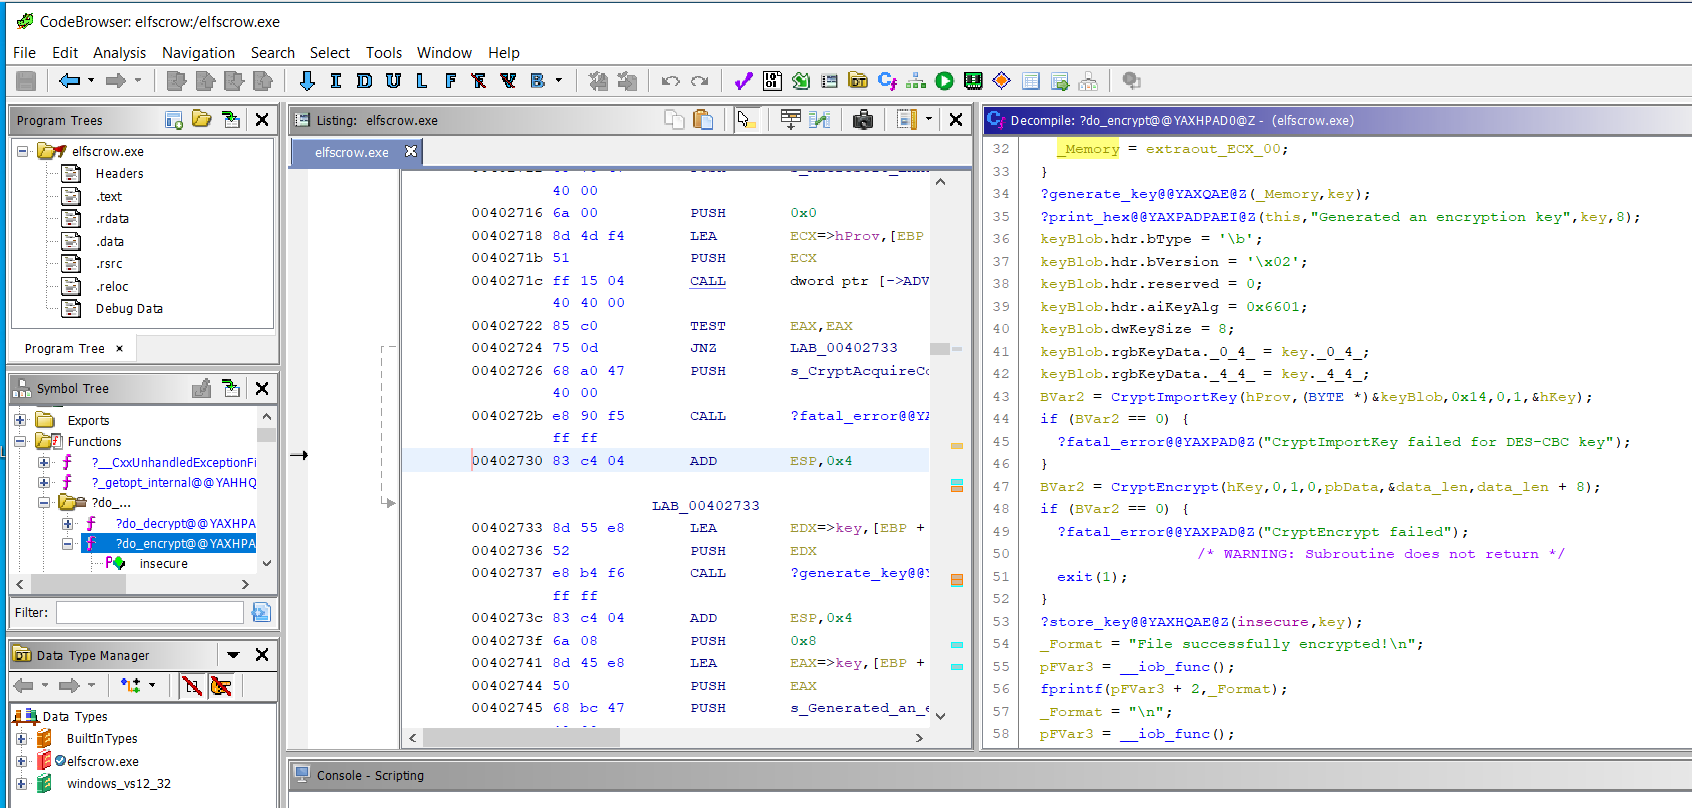 CodeBrowser: elfscrow:/elfscrow.exe
File Edit Analysis Navigation Search Select Tools Window Help
I D U L F B
Program Trees
elfscrow.exe
Headers
.text
.rdata
.data
.rsrc
.reloc
Debug Data
Program Tree ×
Symbol Tree
Exports
Functions
?__CxxUnhandledExceptionFi
?_getopt_internal@@YAHHQ
?do_...
?do_decrypt@@YAXHPA
?do_encrypt@@YAXHPA
insecure
Filter:
Data Type Manager
Data Types
BuiltInTypes
elfscrow.exe
windows_vs12_32
Listing: elfscrow.exe
elfscrow.exe
40 00
00402716 6a 00 PUSH 0x0
00402718 8d 4d f4 LEA ECX=>hProv,[EBP
0040271b 51 PUSH ECX
0040271c ff 15 04 CALL dword ptr [->ADV
40 40 00
00402722 85 c0 TEST EAX,EAX
00402724 75 0d JNZ LAB_00402733
00402726 68 a0 47 PUSH s_CryptAcquireCo
40 00
0040272b e8 90 f5 CALL ?fatal_error@@YA
ff ff
00402730 83 c4 04 ADD ESP,0x4
LAB_00402733
00402733 8d 55 e8 LEA EDX=>key,[EBP +
00402736 52 PUSH EDX
00402737 e8 b4 f6 CALL ?generate_key@@Y
ff ff
0040273c 83 c4 04 ADD ESP,0x4
0040273f 6a 08 PUSH 0x8
00402741 8d 45 e8 LEA EAX=>key,[EBP +
00402744 50 PUSH EAX
00402745 68 bc 47 PUSH s_Generated_an_e
Decompile: ?do_encrypt@@YAXHPAD0@Z - (elfscrow.exe)
32 _Memory = extraout_ECX_00;
33 }
34 ?generate_key@@YAXQAE@Z(_Memory,key);
35 ?print_hex@@YAXPADPAEI@Z(this,"Generated an encryption key",key,8);
36 keyBlob.hdr.bType = '\b';
37 keyBlob.hdr.bVersion = '\x02';
38 keyBlob.hdr.reserved = 0;
39 keyBlob.hdr.aiKeyAlg = 0x6601;
40 keyBlob.dwKeySize = 8;
41 keyBlob.rgbKeyData._0_4_ = key._0_4_;
42 keyBlob.rgbKeyData._4_4_ = key._4_4_;
43 BVar2 = CryptImportKey(hProv,(BYTE *)&keyBlob,0x14,0,1,&hKey);
44 if (BVar2 == 0) {
45 ?fatal_error@@YAXPAD@Z("CryptImportKey failed for DES-CBC key");
46 }
47 BVar2 = CryptEncrypt(hKey,0,1,0,pbData,&data_len,data_len + 8);
48 if (BVar2 == 0) {
49 ?fatal_error@@YAXPAD@Z("CryptEncrypt failed");
50 /* WARNING: Subroutine does not return */
51 exit(1);
52 }
53 ?store_key@@YAXHQAE@Z(insecure,key);
54 _Format = "File successfully encrypted!\n";
55 pFVar3 = __iob_func();
56 fprintf(pFVar3 + 2,_Format);
57 _Format = "\n";
58 pFVar3 = __iob_func();
Console - Scripting